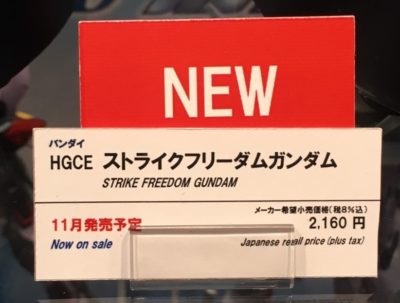 NEW
バンダイ
HGCE ストライクフリーダムガンダム
STRIKE FREEDOM GUNDAM
メーカー希望小売価格(税8%込)
11月発売予定 2,160 円
Now on sale Japanese retail price (plus tax)